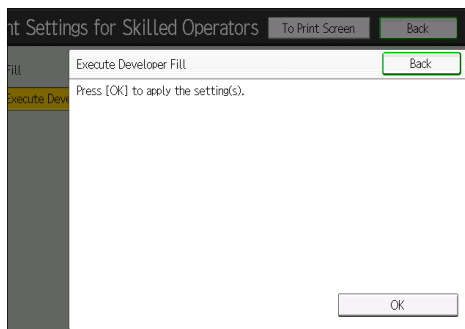 nt Settings for Skilled Operators To Print Screen Back
Fill
Execute Developer Fill Back
Execute Deve
Press [OK] to apply the setting(s).
OK